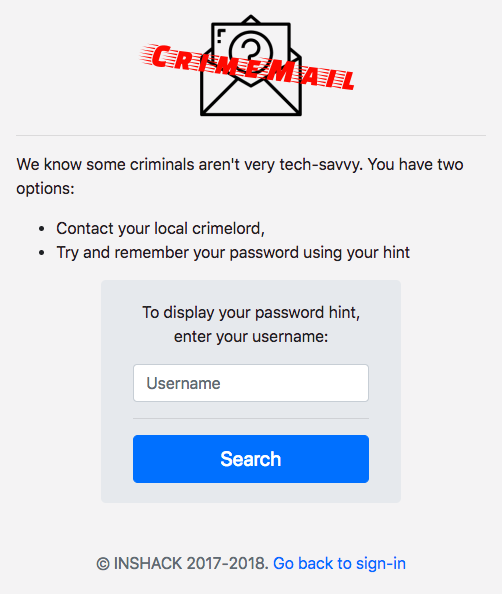 CrimeMail
We know some criminals aren't very tech-savvy. You have two
options:
• Contact your local crimelord,
• Try and remember your password using your hint
To display your password hint,
enter your username:
Username
Search
© INSHACK 2017-2018. Go back to sign-in